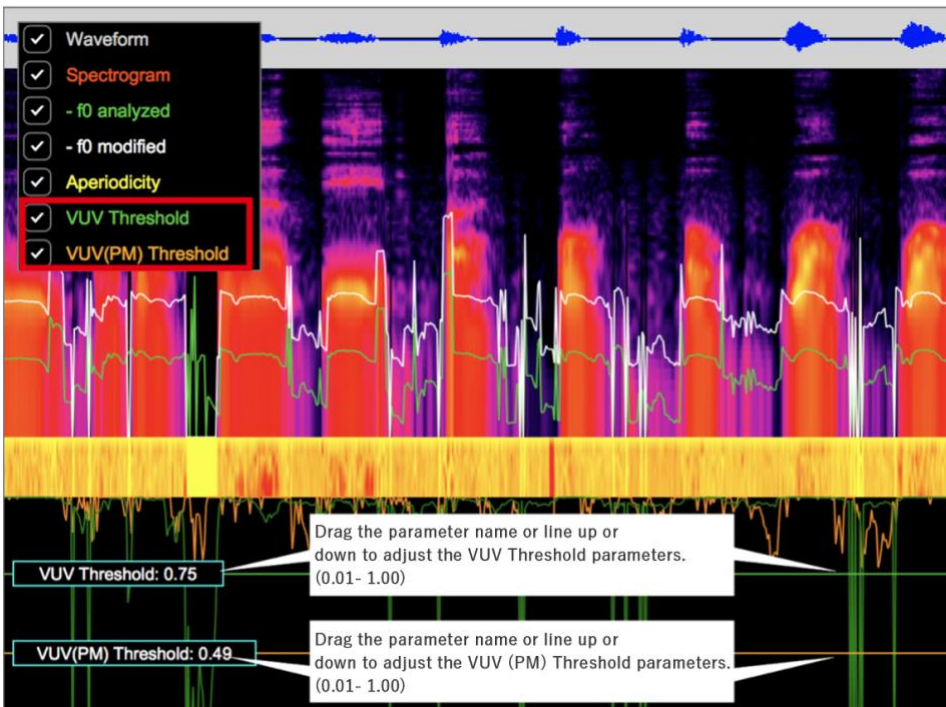 Waveform
Spectrogram
- f0 analyzed
- f0 modified
Aperiodicity
VUV Threshold
VUV(PM) Threshold
Drag the parameter name or line up or
down to adjust the VUV Threshold parameters.
(0.01- 1.00)
VUV Threshold: 0.75
Drag the parameter name or line up or
down to adjust the VUV (PM) Threshold parameters.
(0.01- 1.00)
VUV(PM) Threshold: 0.49